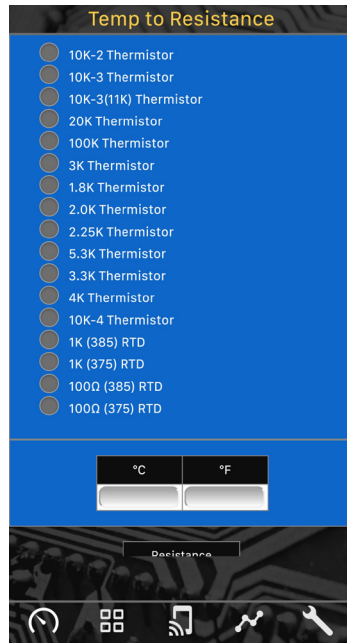 Temp to Resistance
10K-2 Thermistor
10K-3 Thermistor
10K-3(11K) Thermistor
20K Thermistor
100K Thermistor
3K Thermistor
1.8K Thermistor
2.0K Thermistor
2.25K Thermistor
5.3K Thermistor
3.3K Thermistor
4K Thermistor
10K-4 Thermistor
1K (385) RTD
1K (375) RTD
100Ω (385) RTD
100Ω (375) RTD
°C °F
Resistance